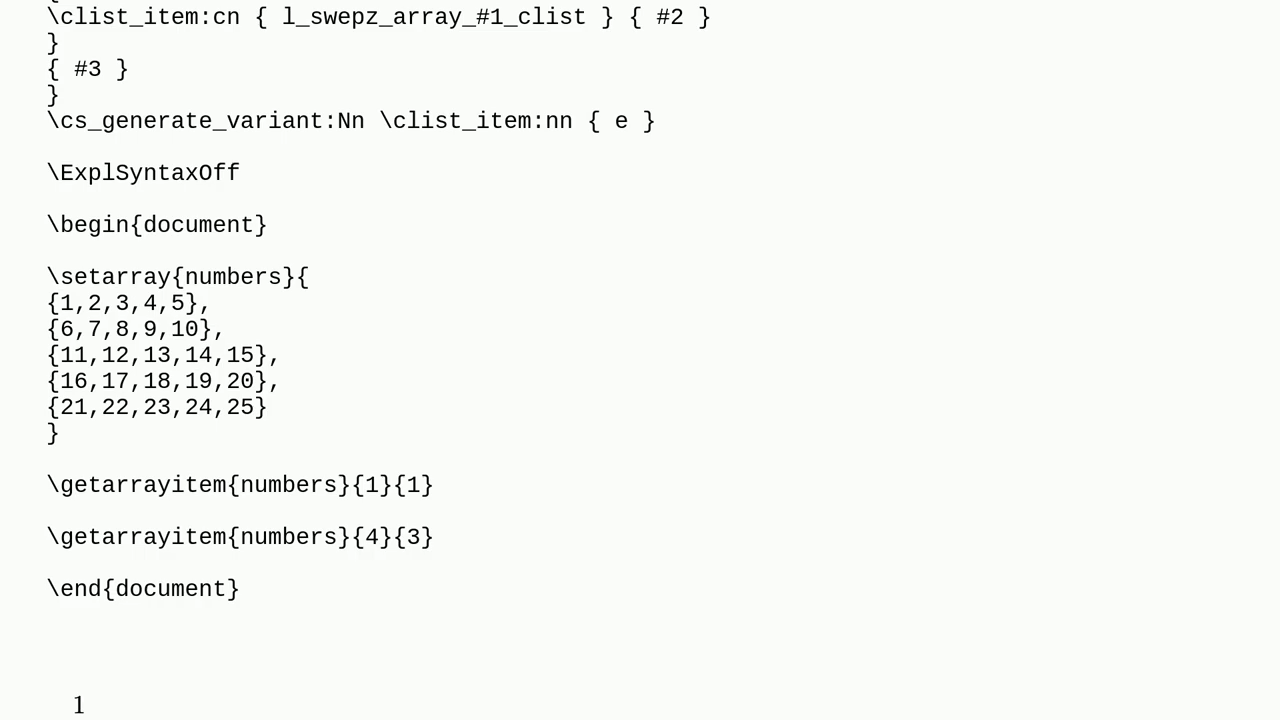 \clist_item:cn { l_swepz_array_#1_clist } { #2 }
}
{ #3 }
}
\cs_generate_variant:Nn \clist_item:nn { e }
\ExplSyntaxOff
\begin{document}
\setarray{numbers}{
{1,2,3,4,5},
{6,7,8,9,10},
{11,12,13,14,15},
{16,17,18,19,20},
{21,22,23,24,25}
}
\getarrayitem{numbers}{1}{1}
\getarrayitem{numbers}{4}{3}
\end{document}
1